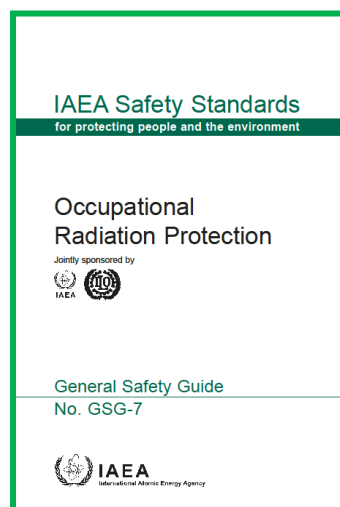 IAEA Safety Standards
for protecting people and the environment
Occupational
Radiation Protection
Jointly sponsored by
IAEA
ILO
General Safety Guide
No. GSG-7
IAEA
International Atomic Energy Agency